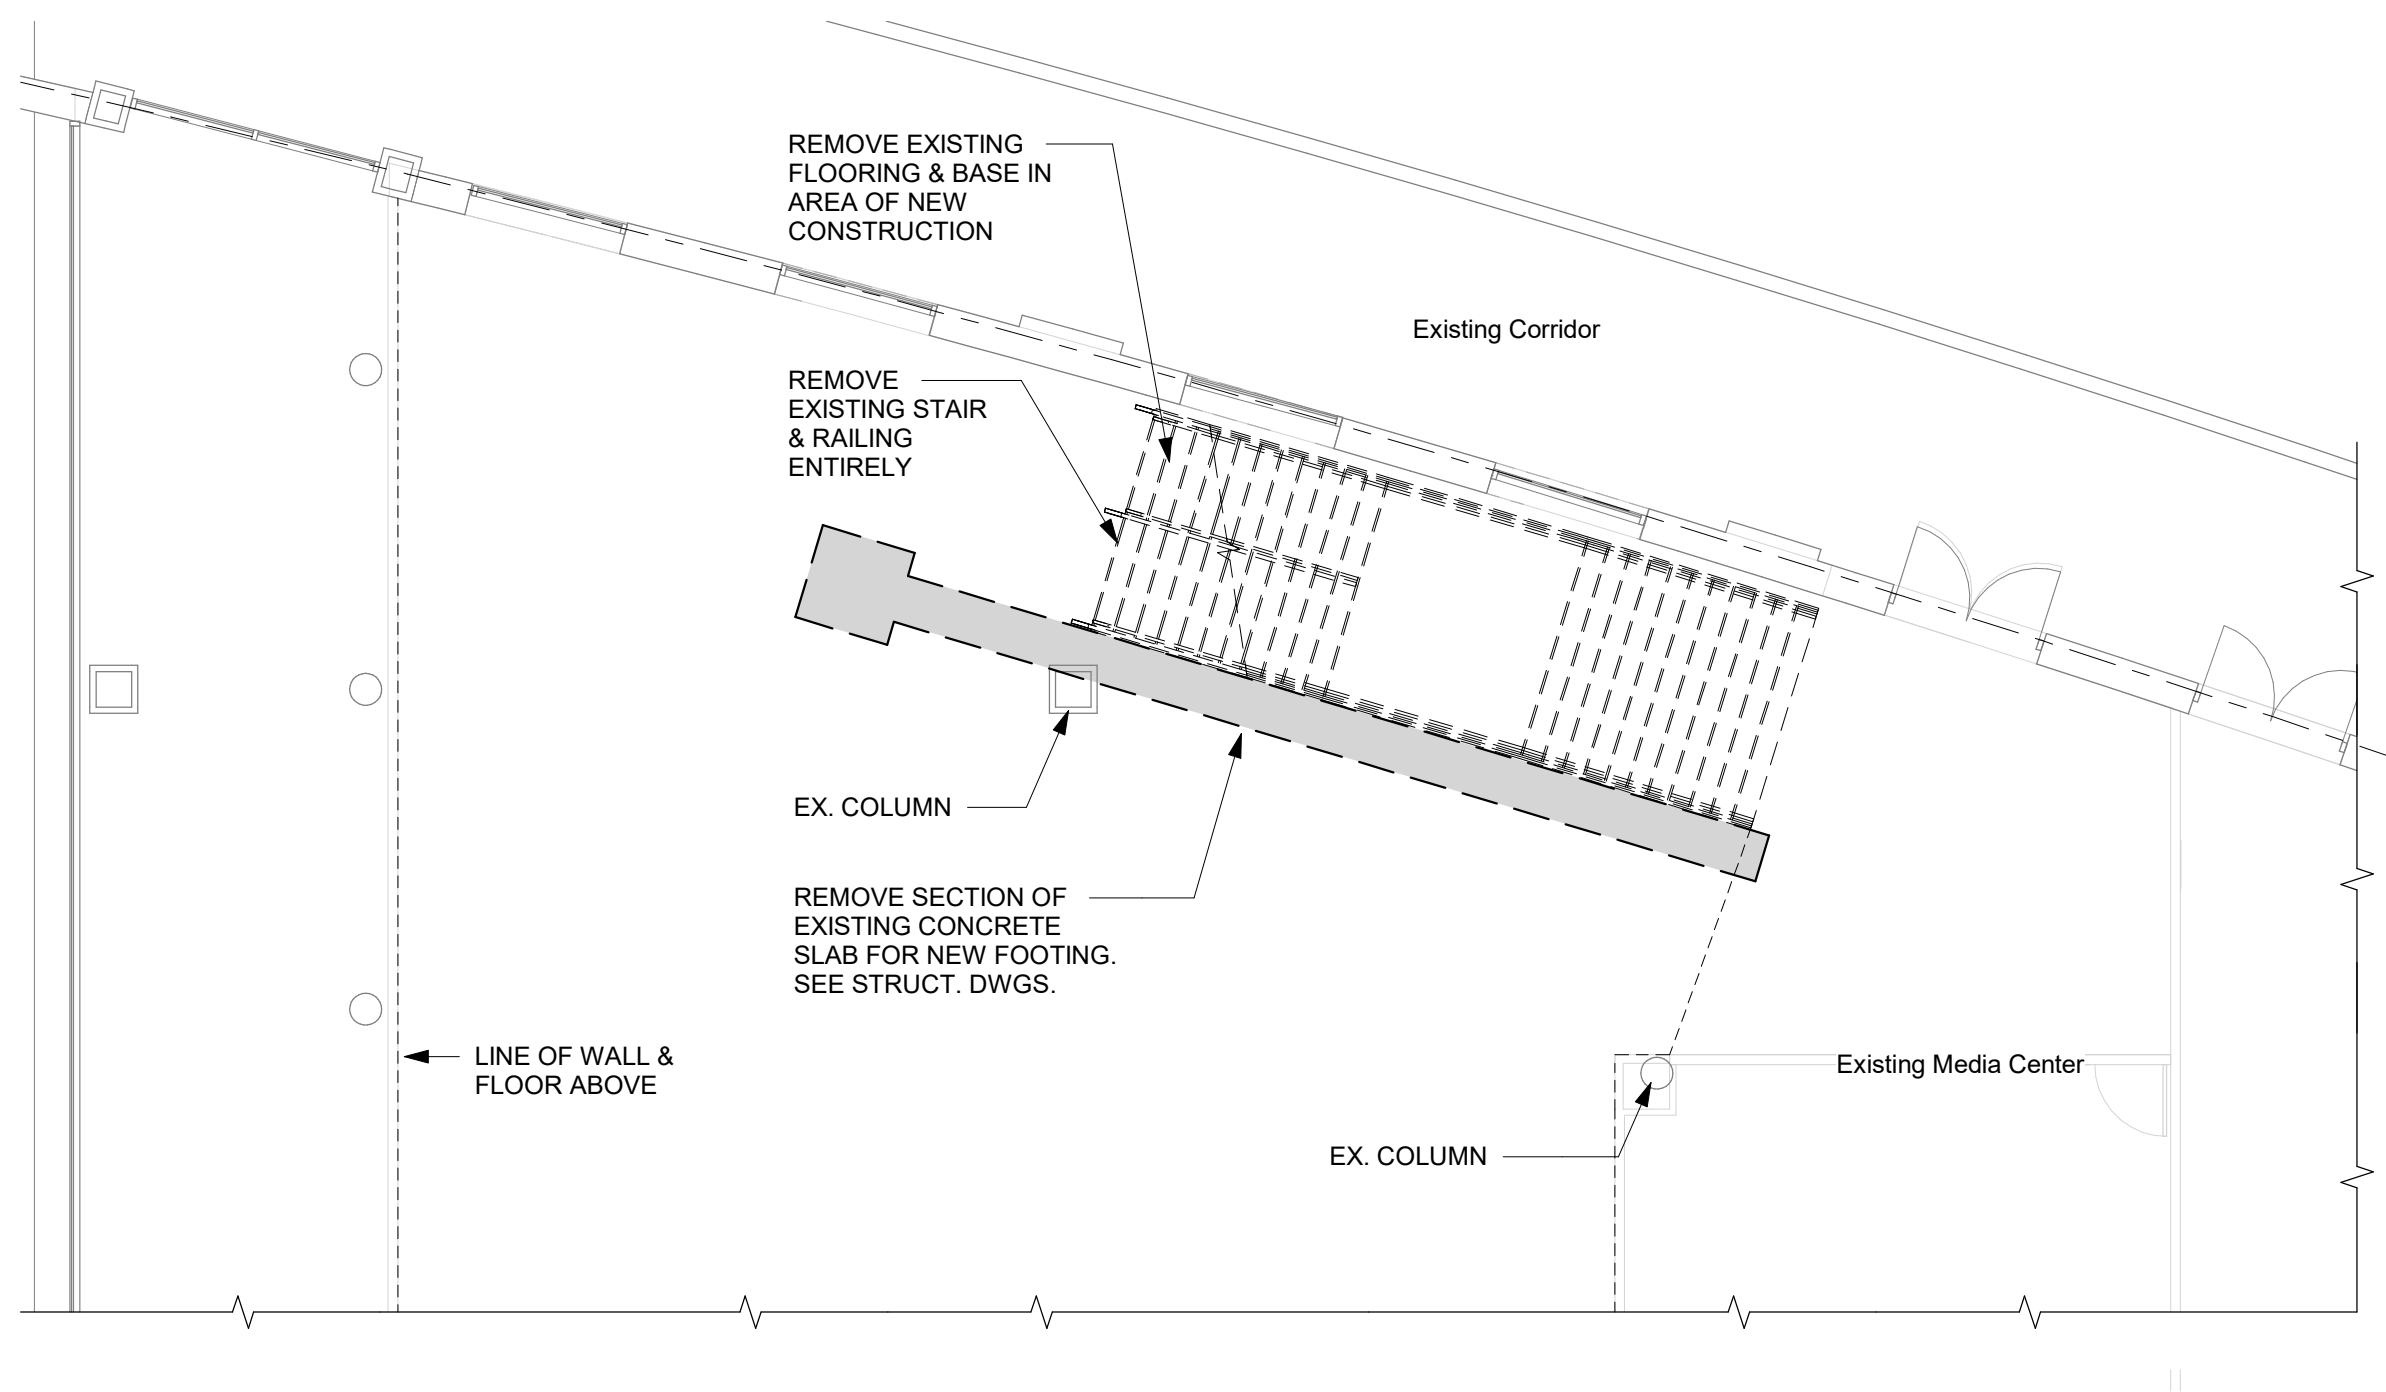 REMOVE EXISTING
FLOORING & BASE IN
AREA OF NEW
CONSTRUCTION
Existing Corridor
REMOVE
EXISTING STAIR
& RAILING
ENTIRELY
EX. COLUMN
REMOVE SECTION OF
EXISTING CONCRETE
SLAB FOR NEW FOOTING.
SEE STRUCT. DWGS.
LINE OF WALL &
FLOOR ABOVE
Existing Media Center
EX. COLUMN